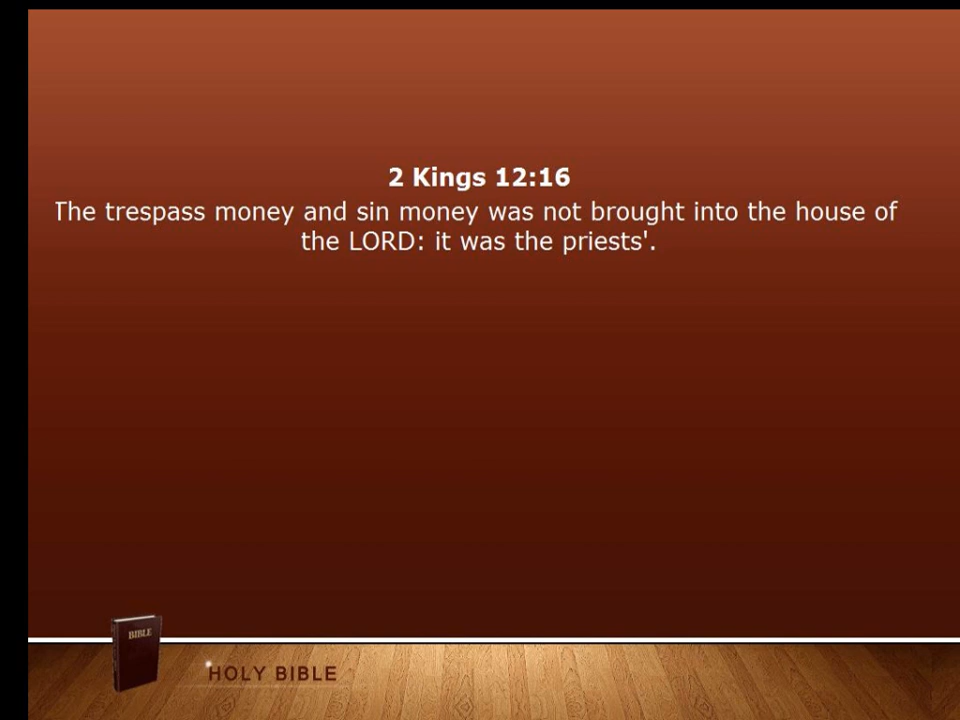 2 Kings 12:16
The trespass money and sin money was not brought into the house of
the LORD: it was the priests'.
BIBLE
HOLY BIBLE